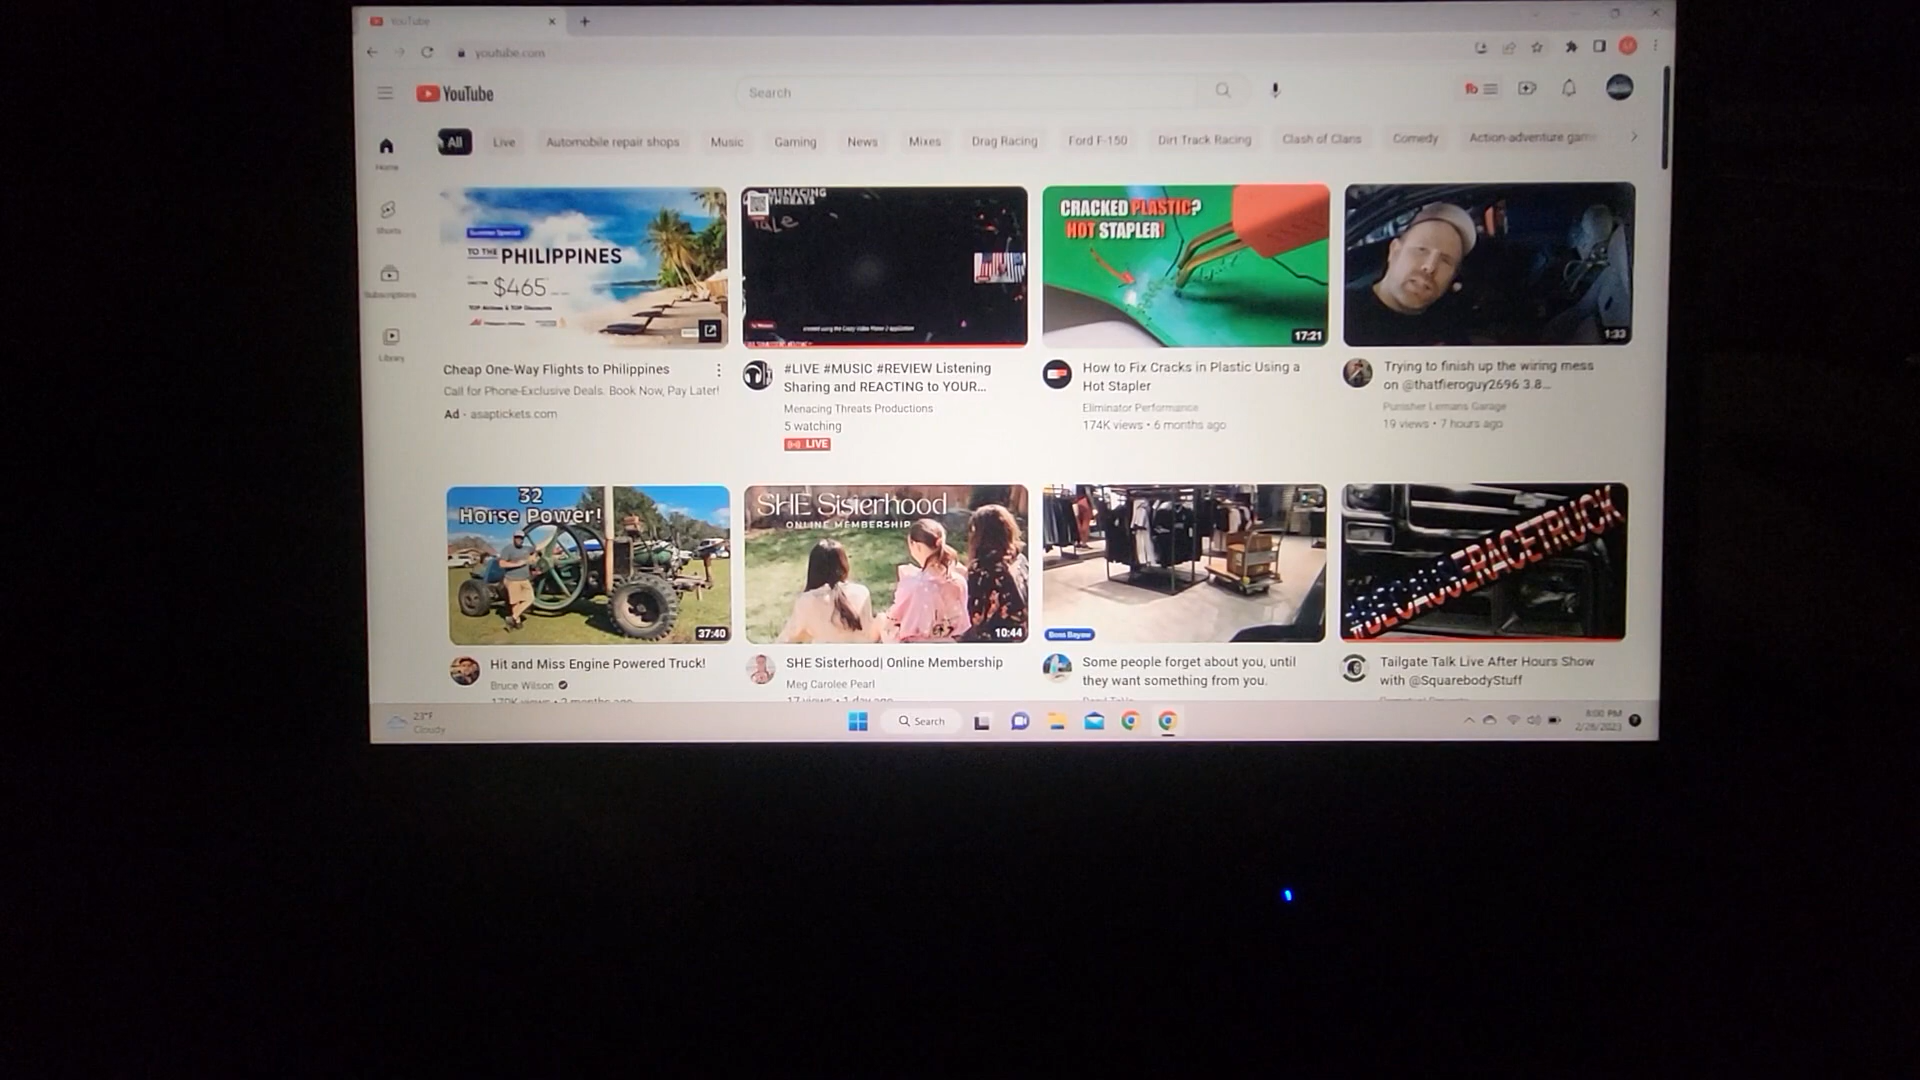 YouTube
youtube.com
YouTube
Search
All
Live
Automobile repair shops
Music
Gaming
News
Mixes
Drag Racing
Ford F-150
Dirt Track Racing
Clash of Clans
Comedy
Action-adventure game
Home
Shorts
Subscriptions
Library
Summer Special
TO THE PHILIPPINES
$465
TOP Airlines & TOP Discounts
Cheap One-Way Flights to Philippines
Call for Phone-Exclusive Deals. Book Now, Pay Later!
Ad · asaptickets.com
MENACING
THREATS
#LIVE #MUSIC #REVIEW Listening
Sharing and REACTING to YOUR...
Menacing Threats Productions
5 watching
LIVE
CRACKED PLASTIC?
HOT STAPLER!
17:21
How to Fix Cracks in Plastic Using a
Hot Stapler
Eliminator Performance
174K views • 6 months ago
1:33
Trying to finish up the wiring mess
on @thatfieroguy2696 3.8...
Punisher Lemans Garage
19 views • 7 hours ago
32
Horse Power!
37:40
Hit and Miss Engine Powered Truck!
Bruce Wilson
170K views • 2 months ago
SHE Sisterhood
ONLINE MEMBERSHIP
10:44
SHE Sisterhood| Online Membership
Meg Carolee Pearl
17 views • 1 day ago
Some people forget about you, until
they want something from you.
#BECAUSERACETRUCK
Tailgate Talk Live After Hours Show
with @SquarebodyStuff
23°F
Cloudy
Search
8:00 PM
2/26/2023